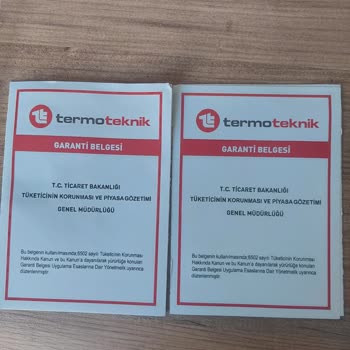 termoteknik
GARANTİ BELGESİ
T.C. TİCARET BAKANLIĞI
TÜKETİCİNİN KORUNMASI VE PİYASA GÖZETİMİ
GENEL MÜDÜRLÜĞÜ
Bu belgenin kullanılmasında; 6502 sayılı Tüketicinin Korunması
Hakkında Kanun ve bu Kanun'a dayanılarak yürürlüğe konulan
Garanti Belgesi Uygulama Esaslarına Dair Yönetmelik uyarınca
düzenlenmiştir.
termoteknik
GARANTİ BELGESİ
T.C. TİCARET BAKANLIĞI
TÜKETİCİNİN KORUNMASI VE PİYASA GÖZETİMİ
GENEL MÜDÜRLÜĞÜ
Bu belgenin kullanılmasında; 6502 sayılı Tüketicinin Korunması
Hakkında Kanun ve bu Kanun'a dayanılarak yürürlüğe konulan
Garanti Belgesi Uygulama Esaslarına Dair Yönetmelik uyarınca
düzenlenmiştir.